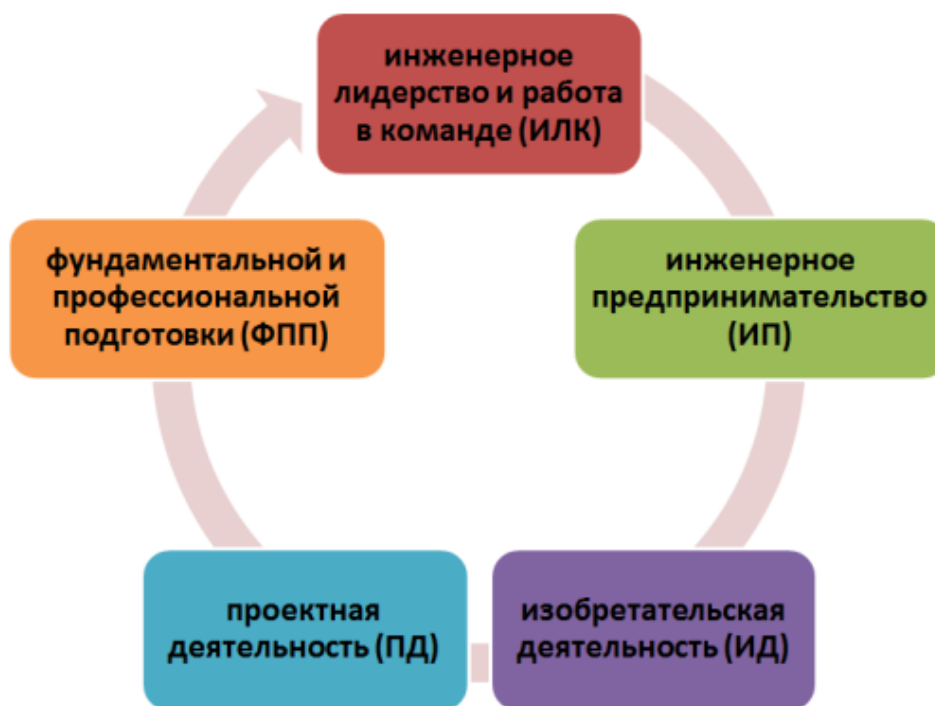 инженерное
лидерство и работа
в команде (ИЛК)
инженерное
предпринимательство
(ИП)
изобретательская
деятельность (ИД)
проектная
деятельность (ПД)
фундаментальной и
профессиональной
подготовки (ФПП)